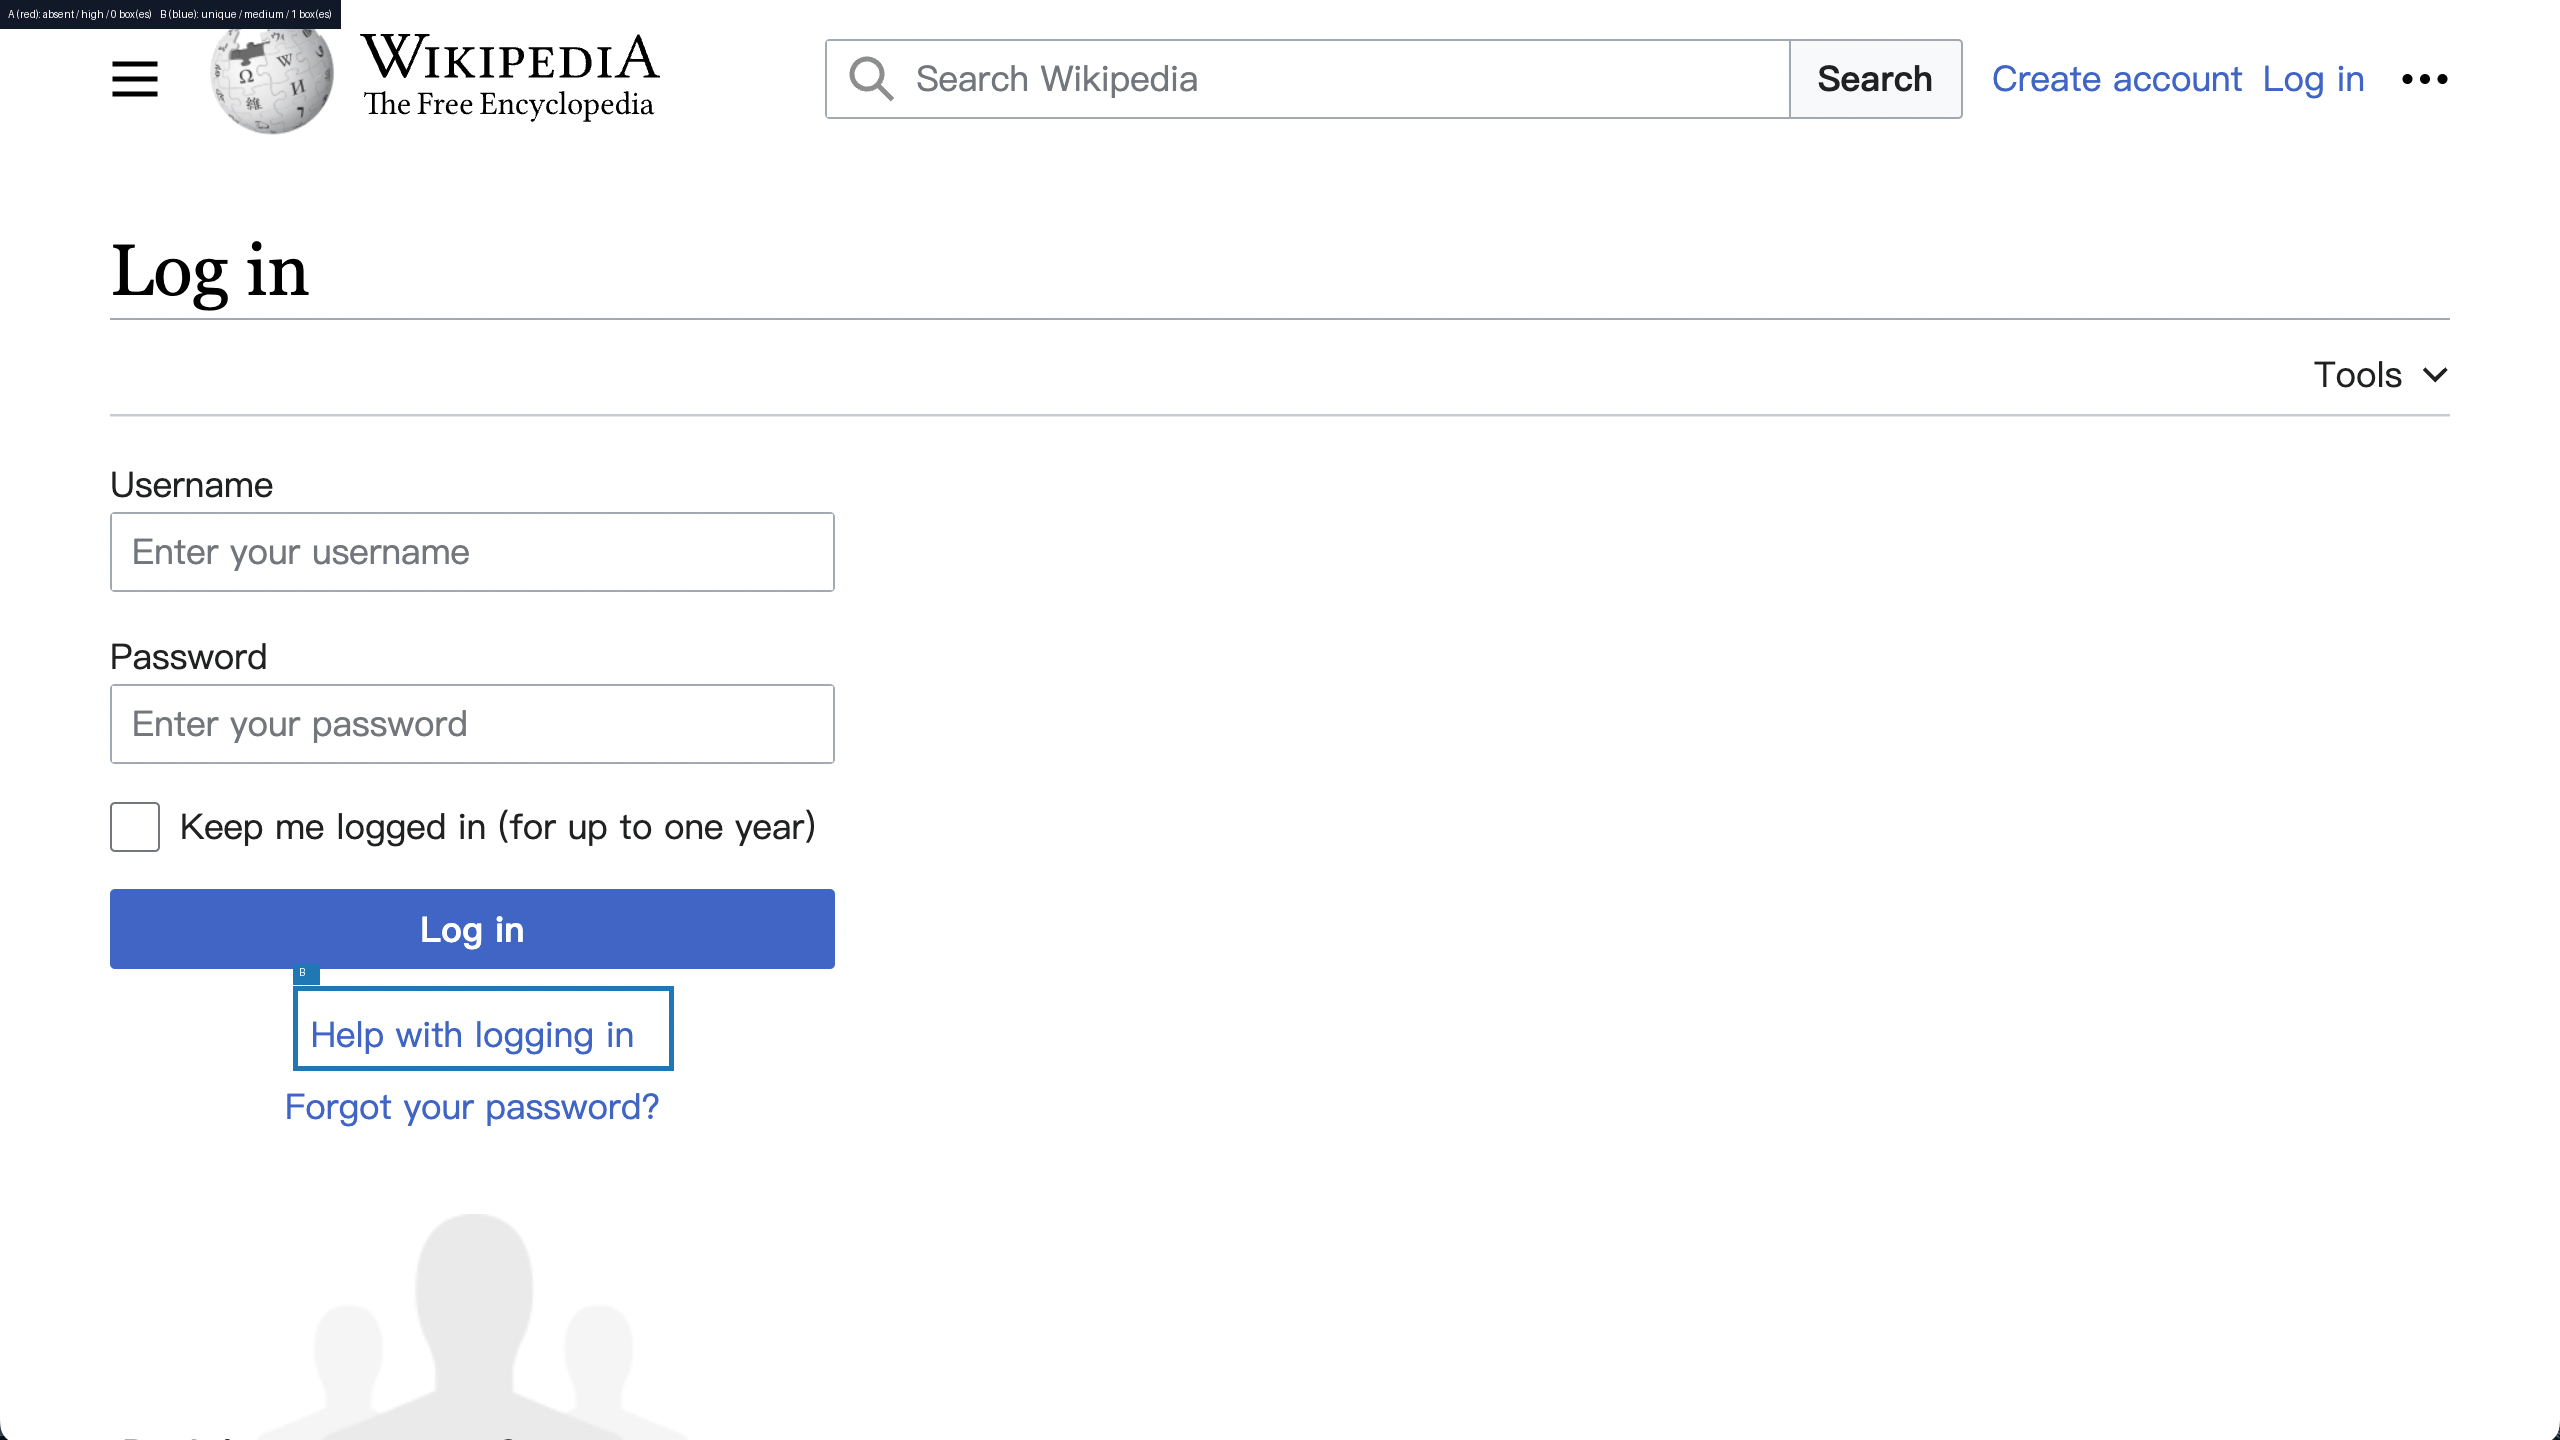 A (red): absent / high / 0 box(es) B (blue): unique / medium / 1 box(es)
WIKIPEDIA
The Free Encyclopedia
Search Wikipedia
Search
Create account Log in
Log in
Tools
Username
Enter your username
Password
Enter your password
Keep me logged in (for up to one year)
Log in
B
Help with logging in
Forgot your password?